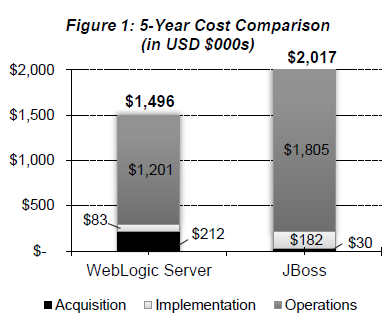 Figure 1: 5-Year Cost Comparison
(in USD $000s)
$2,017
$2,000
$1,496
$1,500
$1,805
$1,000
$1,201
$500
$83
$212
$182
$30
$-
WebLogic Server
JBoss
Acquisition
Implementation
Operations